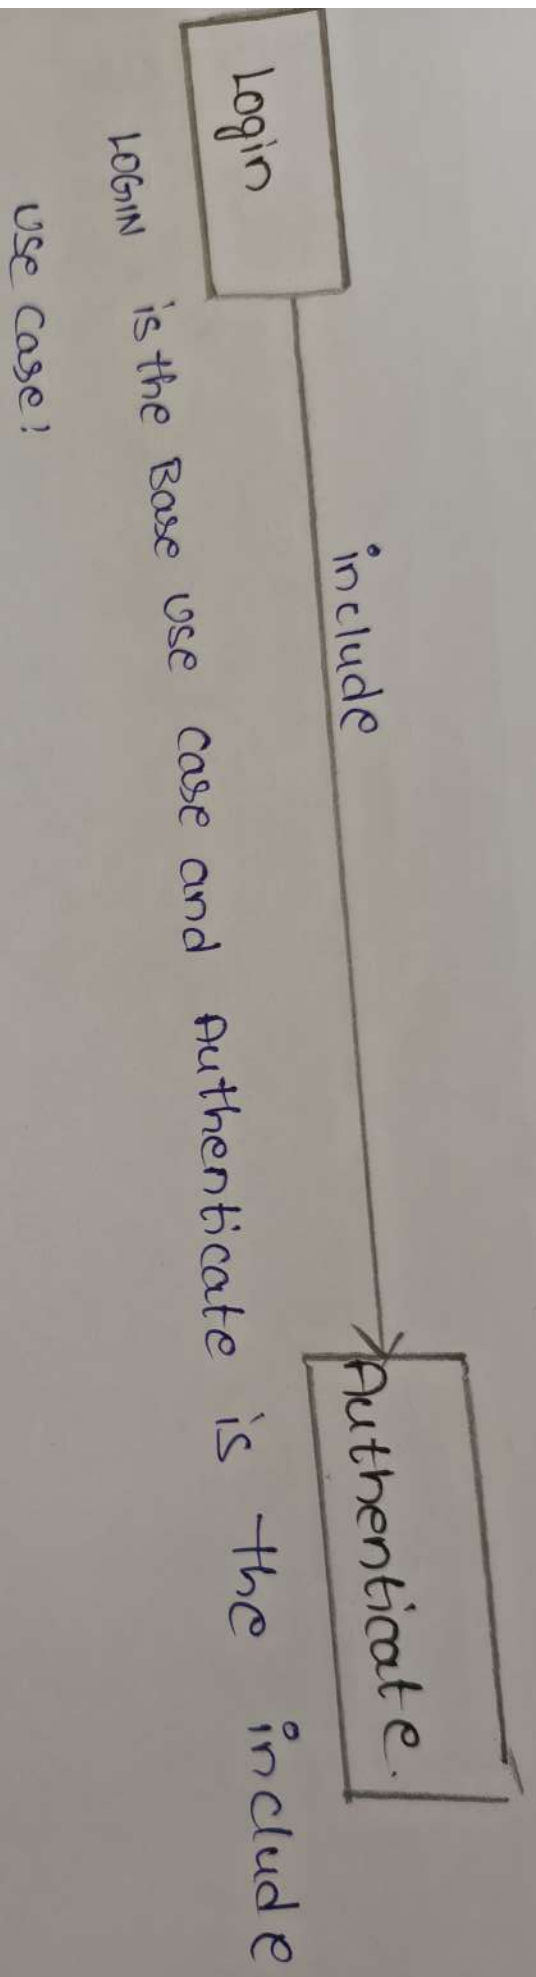 Login
include
Authenticate.
LOGIN is the Base use case and Authenticate is the include
use case!